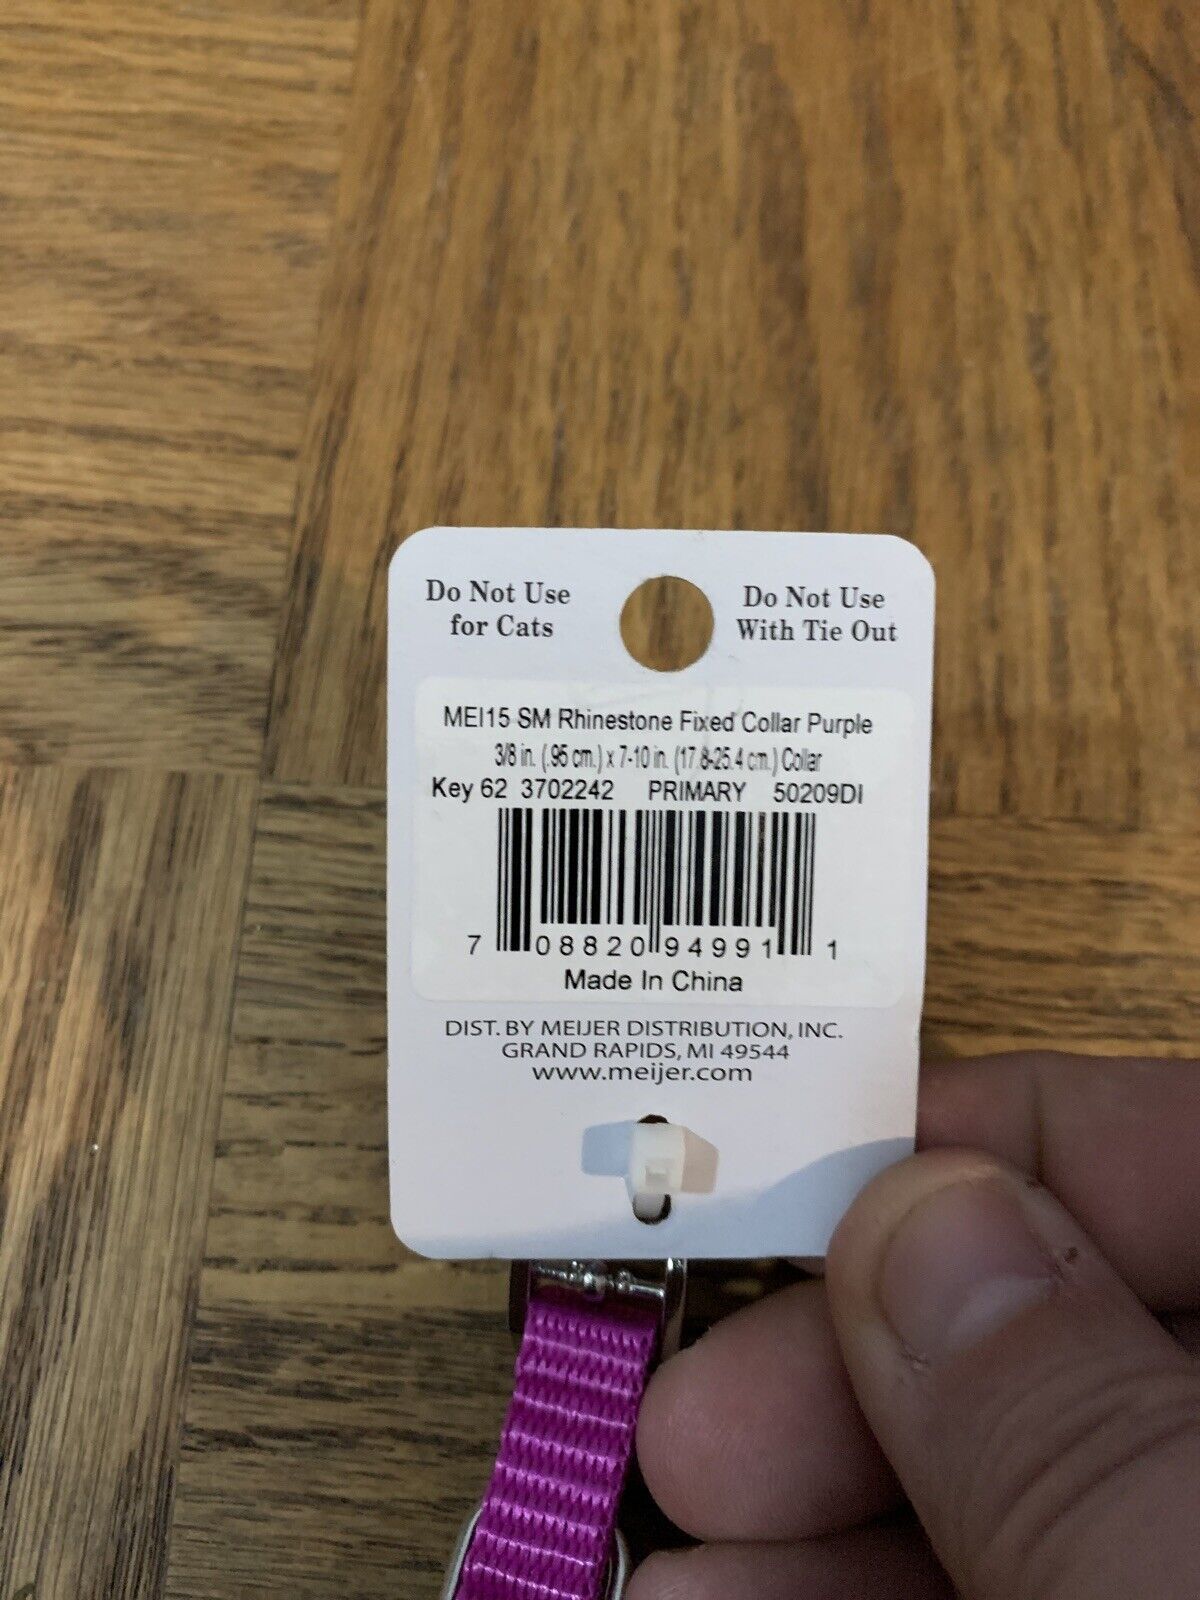 Do Not Use
for Cats
Do Not Use
With Tie Out
MEI15 SM Rhinestone Fixed Collar Purple
3/8 in. (.95 cm.) x 7-10 in. (17.8-25.4 cm.) Collar
Key 62 3702242 PRIMARY 50209DI
7 08820 94991 1
Made In China
DIST. BY MEIJER DISTRIBUTION, INC.
GRAND RAPIDS, MI 49544
www.meijer.com